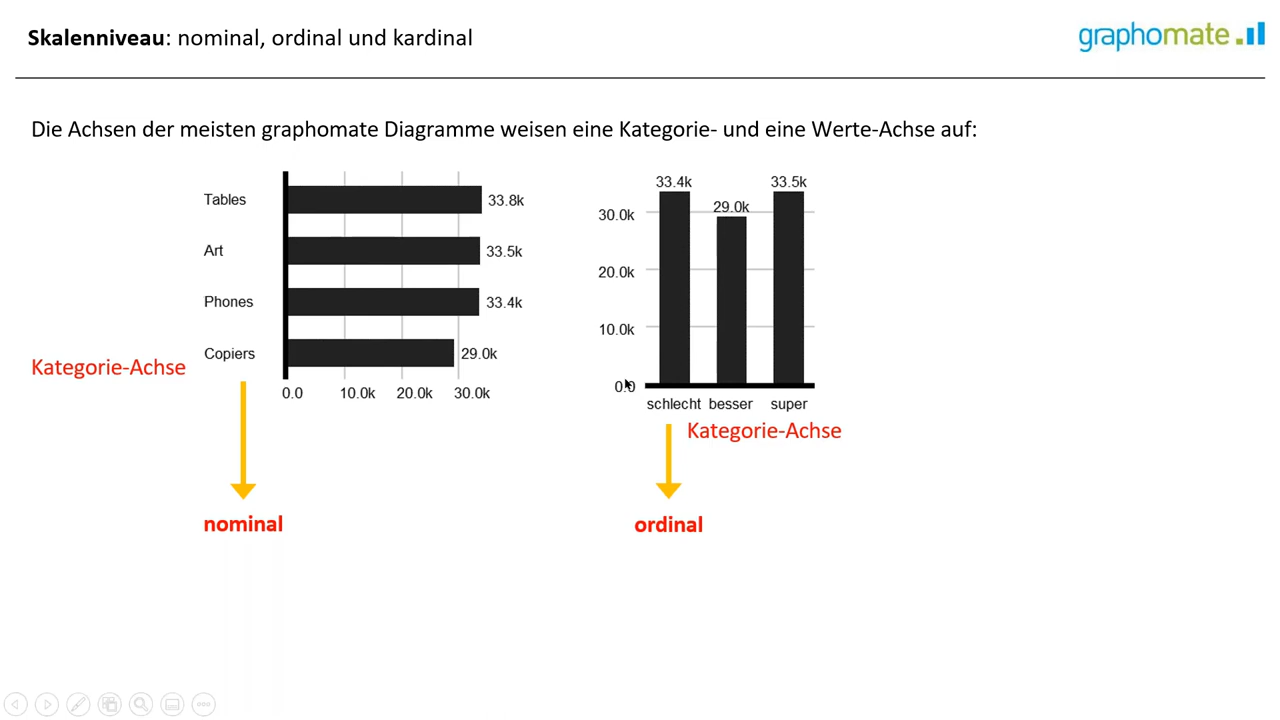 Skalenniveau: nominal, ordinal und kardinal
graphomate
Die Achsen der meisten graphomate Diagramme weisen eine Kategorie- und eine Werte-Achse auf:
Tables
33.8k
Art
33.5k
Phones
33.4k
Copiers
29.0k
0.0
10.0k
20.0k
30.0k
Kategorie-Achse
nominal
33.4k
29.0k
33.5k
30.0k
20.0k
10.0k
0.0
schlecht
besser
super
Kategorie-Achse
ordinal